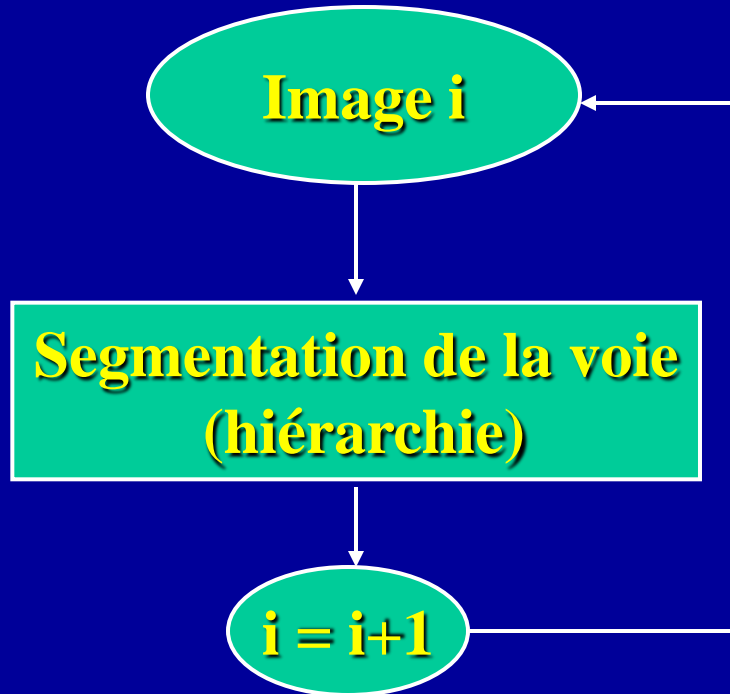 Image i
Segmentation de la voie
(hiérarchie)
i = i+1